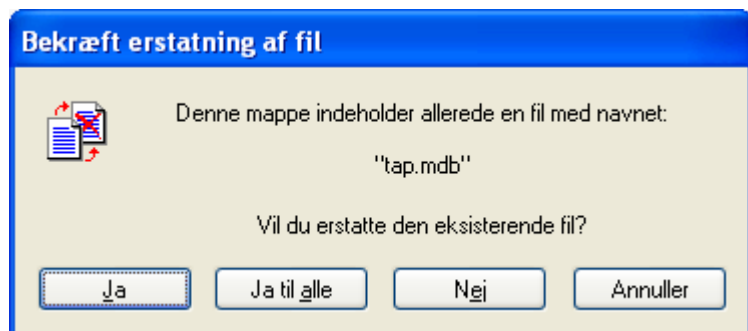 Bekræft erstatning af fil
Denne mappe indeholder allerede en fil med navnet:
"tap.mdb"
Vil du erstatte den eksisterende fil?
Ja
Ja til alle
Nej
Annuller